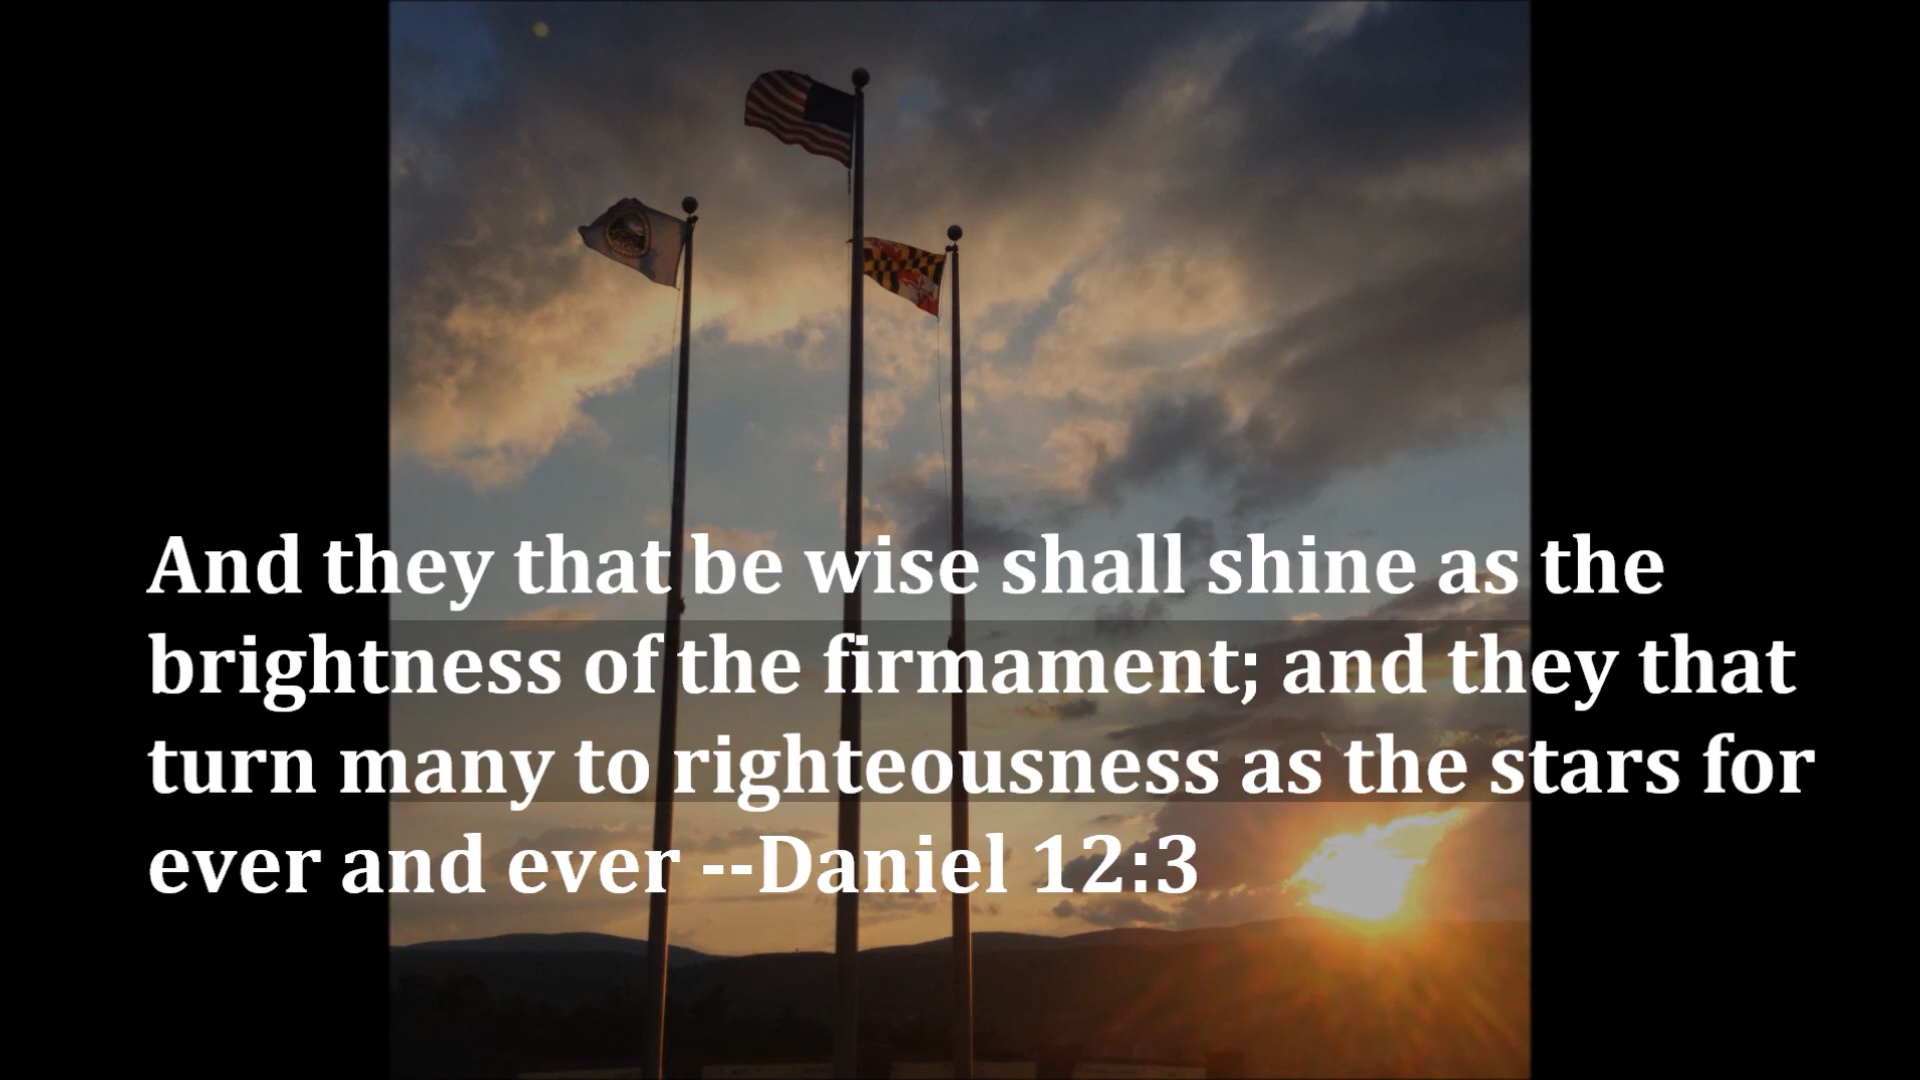 And they that be wise shall shine as the
brightness of the firmament; and they that
turn many to righteousness as the stars for
ever and ever --Daniel 12:3